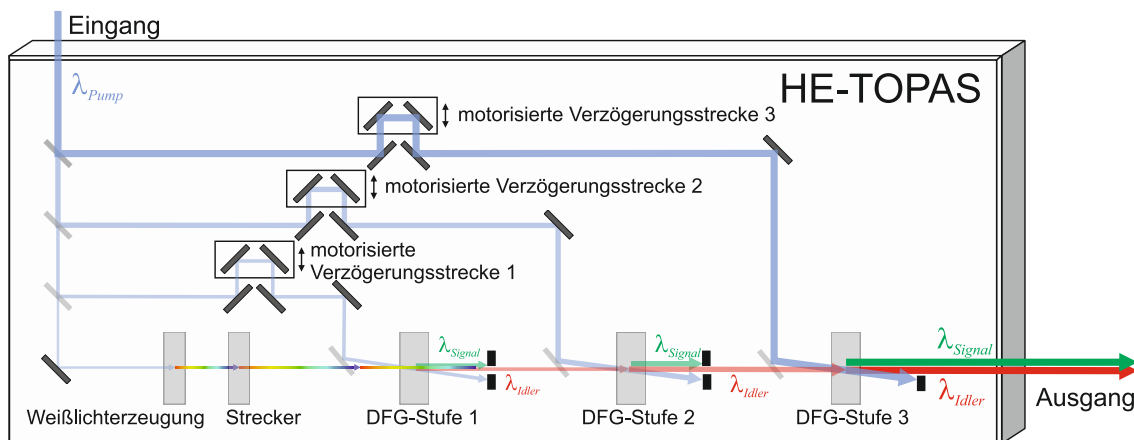 Eingang
λPump
HE-TOPAS
motorisierte Verzögerungsstrecke 3
motorisierte Verzögerungsstrecke 2
motorisierte
Verzögerungsstrecke 1
λSignal
λSignal
λSignal
λIdler
λIdler
λIdler
Ausgang
Weißlichterzeugung
Strecker
DFG-Stufe 1
DFG-Stufe 2
DFG-Stufe 3